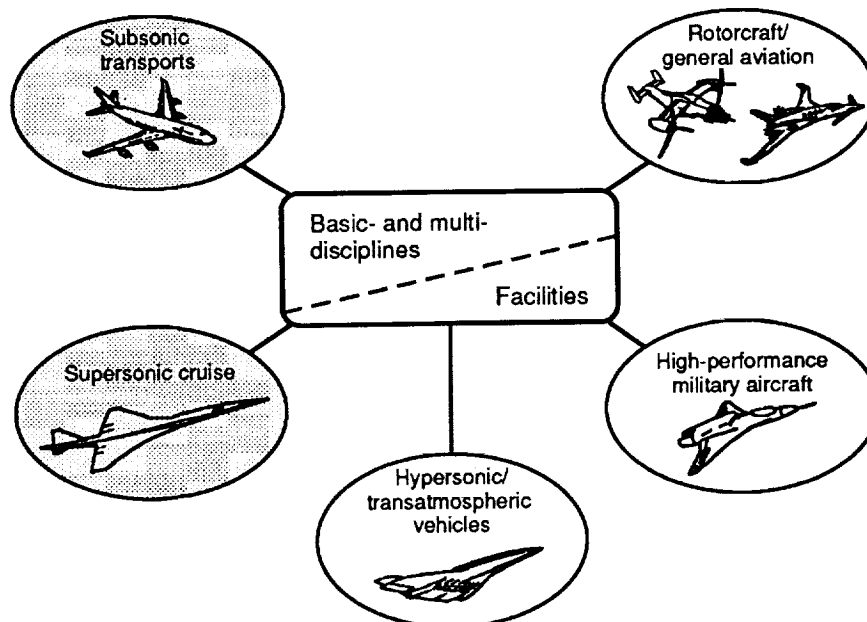 Subsonic
transports
Rotorcraft/
general aviation
Basic- and multi-
disciplines
Facilities
Supersonic cruise
High-performance
military aircraft
Hypersonic/
transatmospheric
vehicles